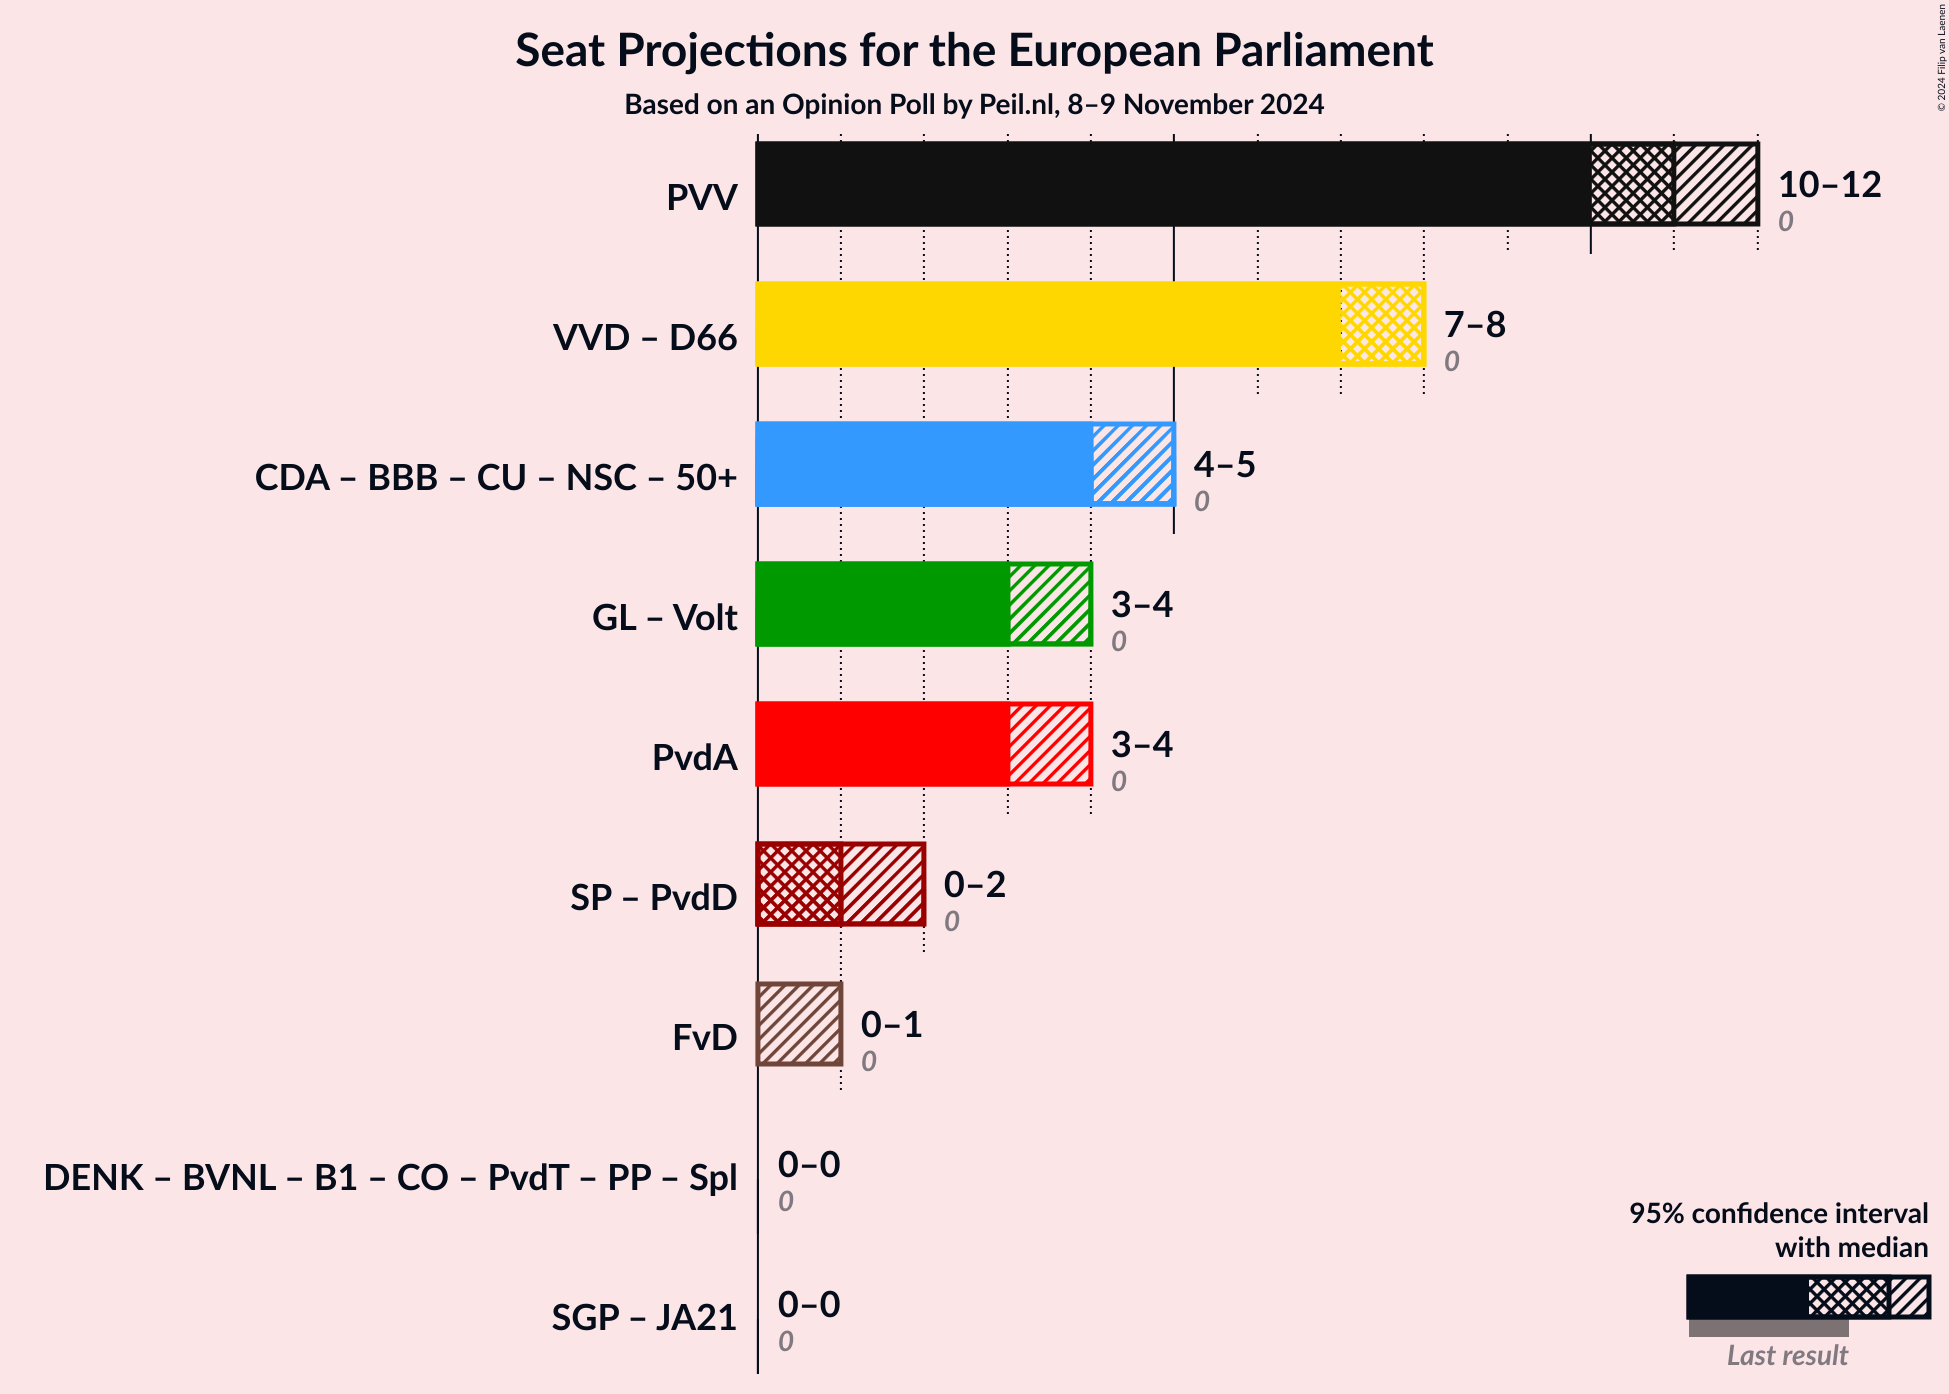 Seat Projections for the European Parliament
Based on an Opinion Poll by Peil.nl, 8–9 November 2024
© 2024 Filip van Laenen
PVV
10–12
0
VVD – D66
7–8
0
CDA – BBB – CU – NSC – 50+
4–5
0
GL – Volt
3–4
0
PvdA
3–4
0
SP – PvdD
0–2
0
FvD
0–1
0
DENK – BVNL – B1 – CO – PvdT – PP – Spl
0–0
0
SGP – JA21
0–0
0
95% confidence interval
with median
Last result